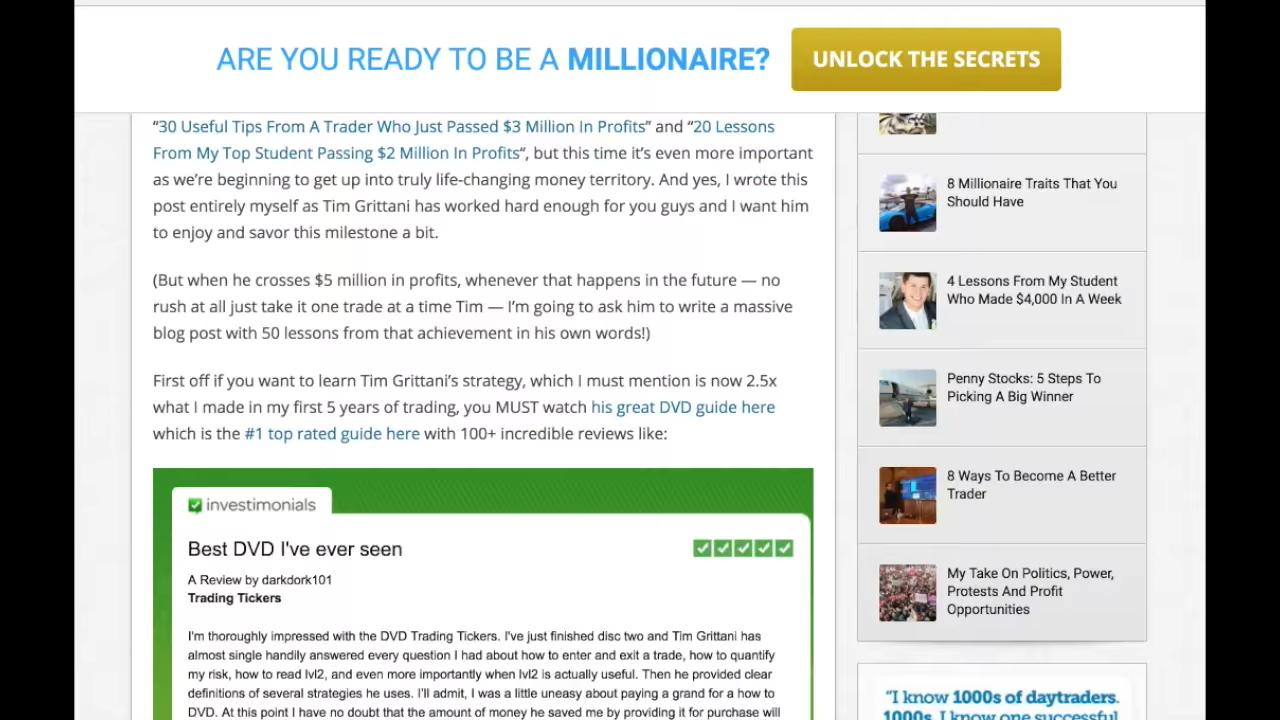 ARE YOU READY TO BE A MILLIONAIRE?
UNLOCK THE SECRETS
“30 Useful Tips From A Trader Who Just Passed $3 Million In Profits” and “20 Lessons
From My Top Student Passing $2 Million In Profits“, but this time it’s even more important
as we’re beginning to get up into truly life-changing money territory. And yes, I wrote this
post entirely myself as Tim Grittani has worked hard enough for you guys and I want him
to enjoy and savor this milestone a bit.
(But when he crosses $5 million in profits, whenever that happens in the future — no
rush at all just take it one trade at a time Tim — I’m going to ask him to write a massive
blog post with 50 lessons from that achievement in his own words!)
First off if you want to learn Tim Grittani’s strategy, which I must mention is now 2.5x
what I made in my first 5 years of trading, you MUST watch his great DVD guide here
which is the #1 top rated guide here with 100+ incredible reviews like:
investimonials
Best DVD I've ever seen
A Review by darkdork101
Trading Tickers
I'm thoroughly impressed with the DVD Trading Tickers. I've just finished disc two and Tim Grittani has
almost single handily answered every question I had about how to enter and exit a trade, how to quantify
my risk, how to read lvl2, and even more importantly when lvl2 is actually useful. Then he provided clear
definitions of several strategies he uses. I'll admit, I was a little uneasy about paying a grand for a how to
DVD. At this point I have no doubt that the amount of money he saved me by providing it for purchase will
8 Millionaire Traits That You
Should Have
4 Lessons From My Student
Who Made $4,000 In A Week
Penny Stocks: 5 Steps To
Picking A Big Winner
8 Ways To Become A Better
Trader
My Take On Politics, Power,
Protests And Profit
Opportunities
“I know 1000s of daytraders.
1000s. I know one successful